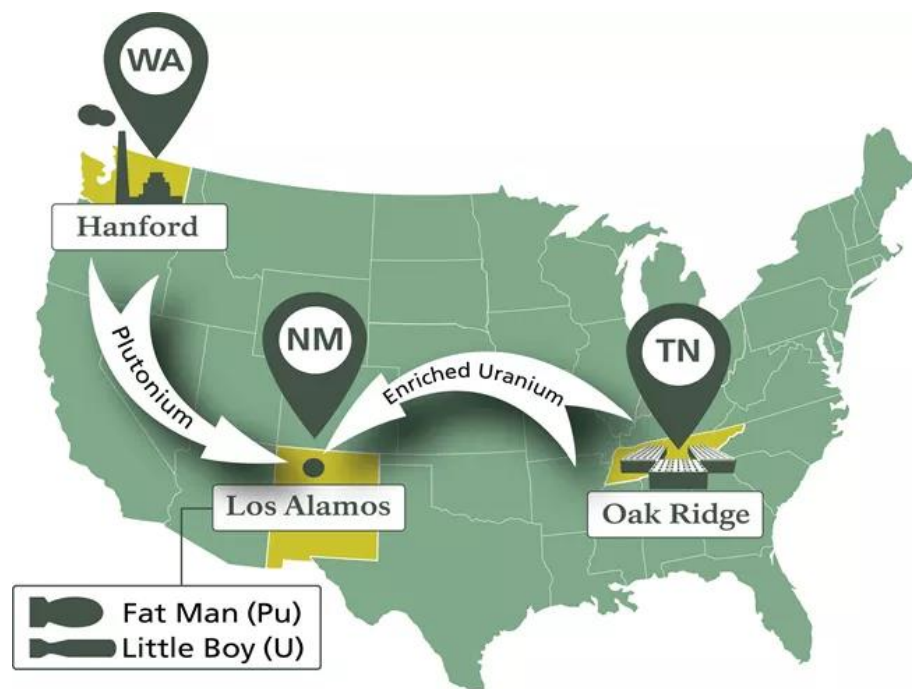 WA
Hanford
Plutonium
NM
Enriched Uranium
TN
Los Alamos
Oak Ridge
Fat Man (Pu)
Little Boy (U)